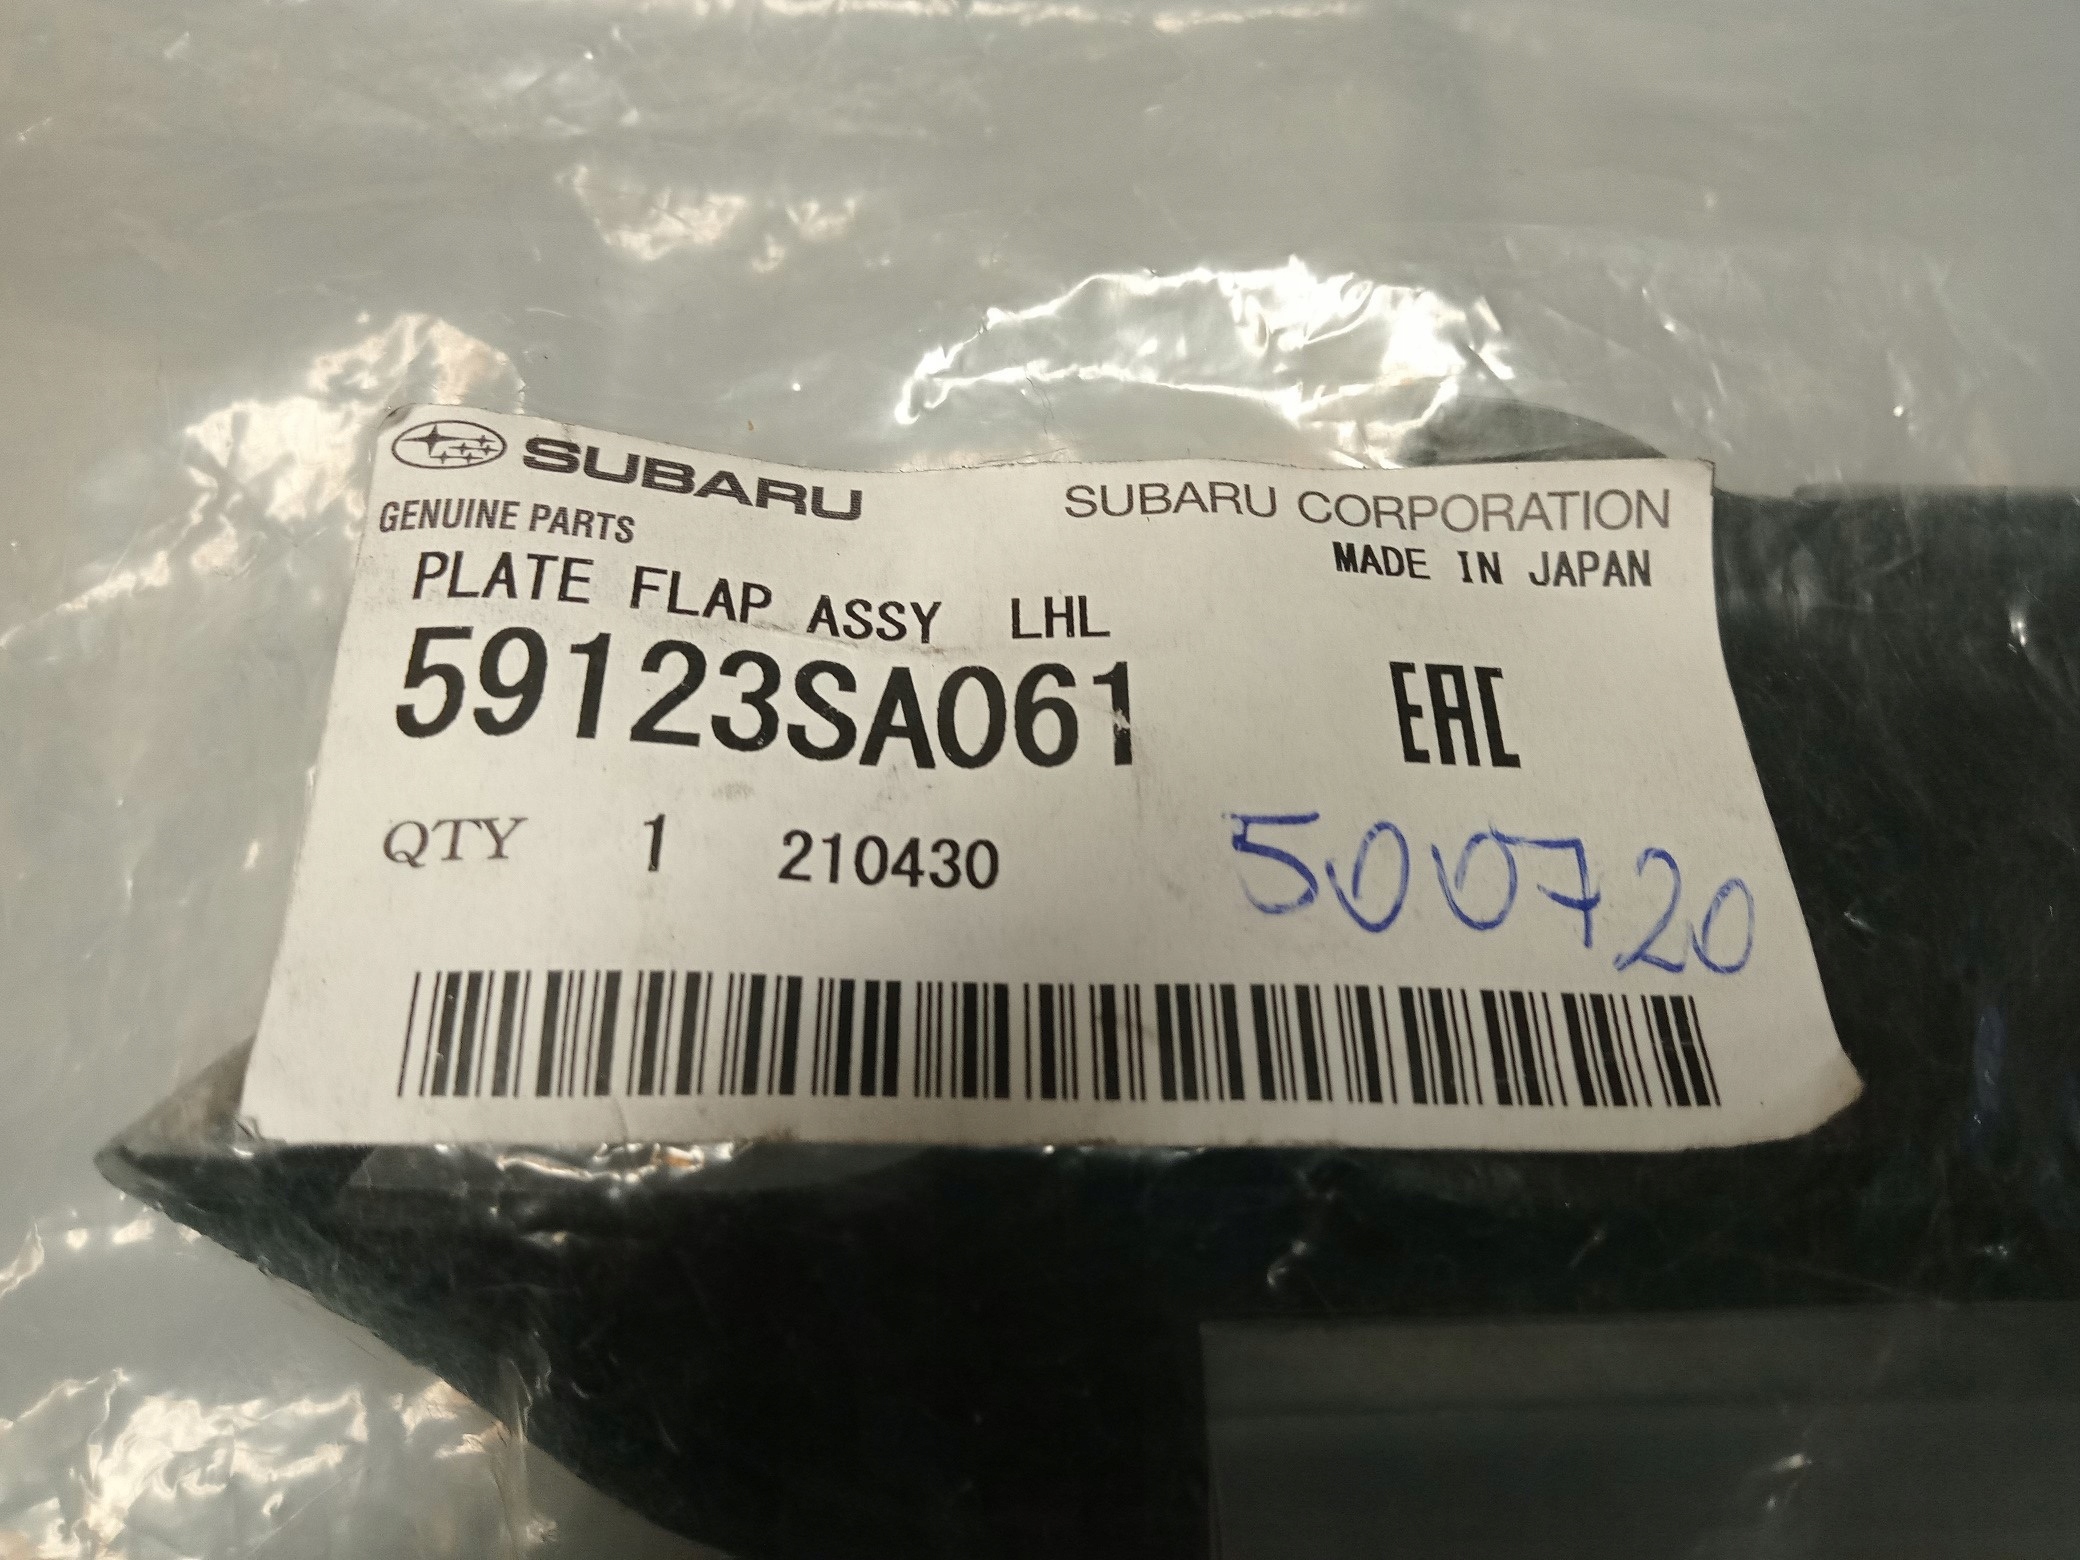 SUBARU
SUBARU CORPORATION
GENUINE PARTS
MADE IN JAPAN
PLATE FLAP ASSY LHL
59123SA061
EAC
QTY 1 210430
500720